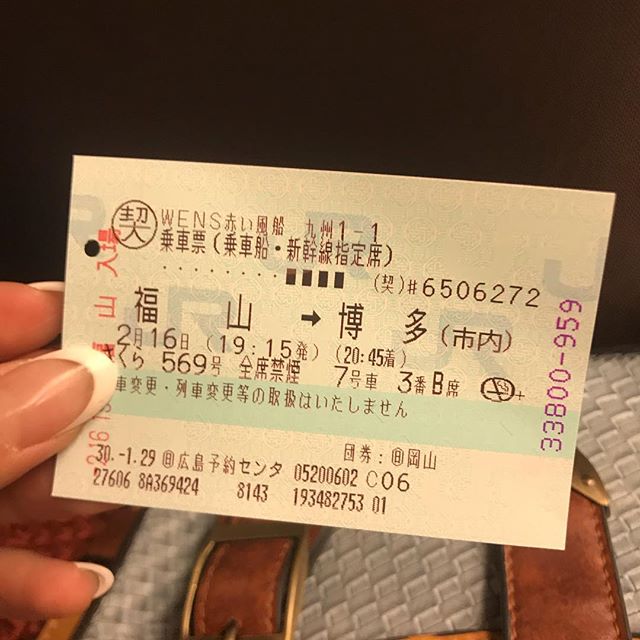 契 WENS赤い風船 九州1-1
乗車票(乗車船・新幹線指定席)
(契)#6506272
福山 → 博多(市内)
2月16日 (19:15発) (20:45着)
くら 569号 全席禁煙 7号車 3番B席
車変更・列車変更等の取扱はいたしません
団券:@岡山
30.-1.29 @広島予約センタ 05200602 C06
27606 8A369424 8143 193482753 01
33800-959
山 入場
JR